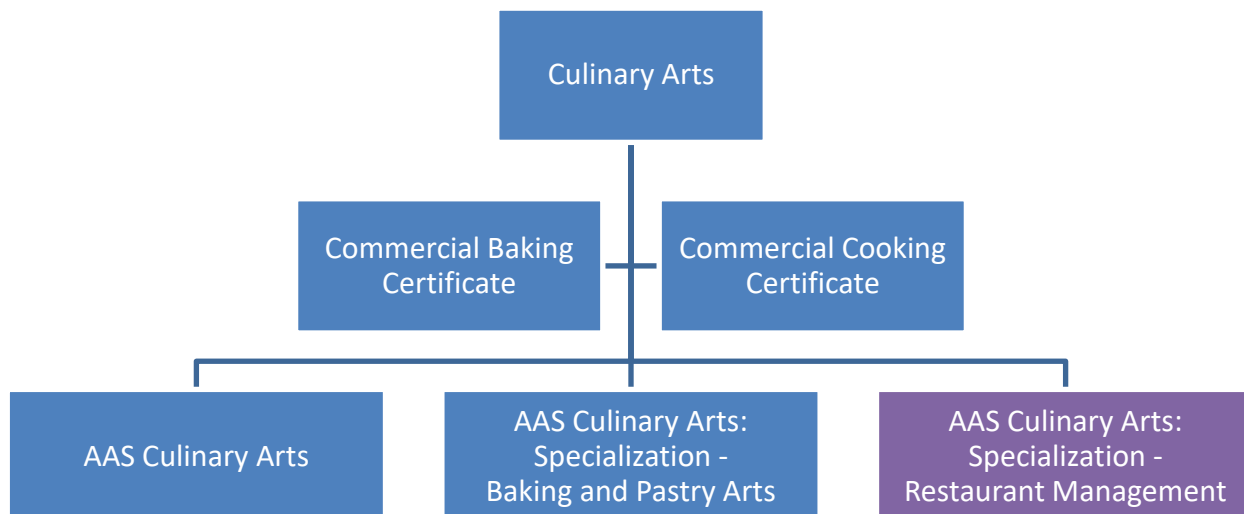 Culinary Arts
Commercial Baking
Certificate
Commercial Cooking
Certificate
AAS Culinary Arts
AAS Culinary Arts:
Specialization -
Baking and Pastry Arts
AAS Culinary Arts:
Specialization -
Restaurant Management